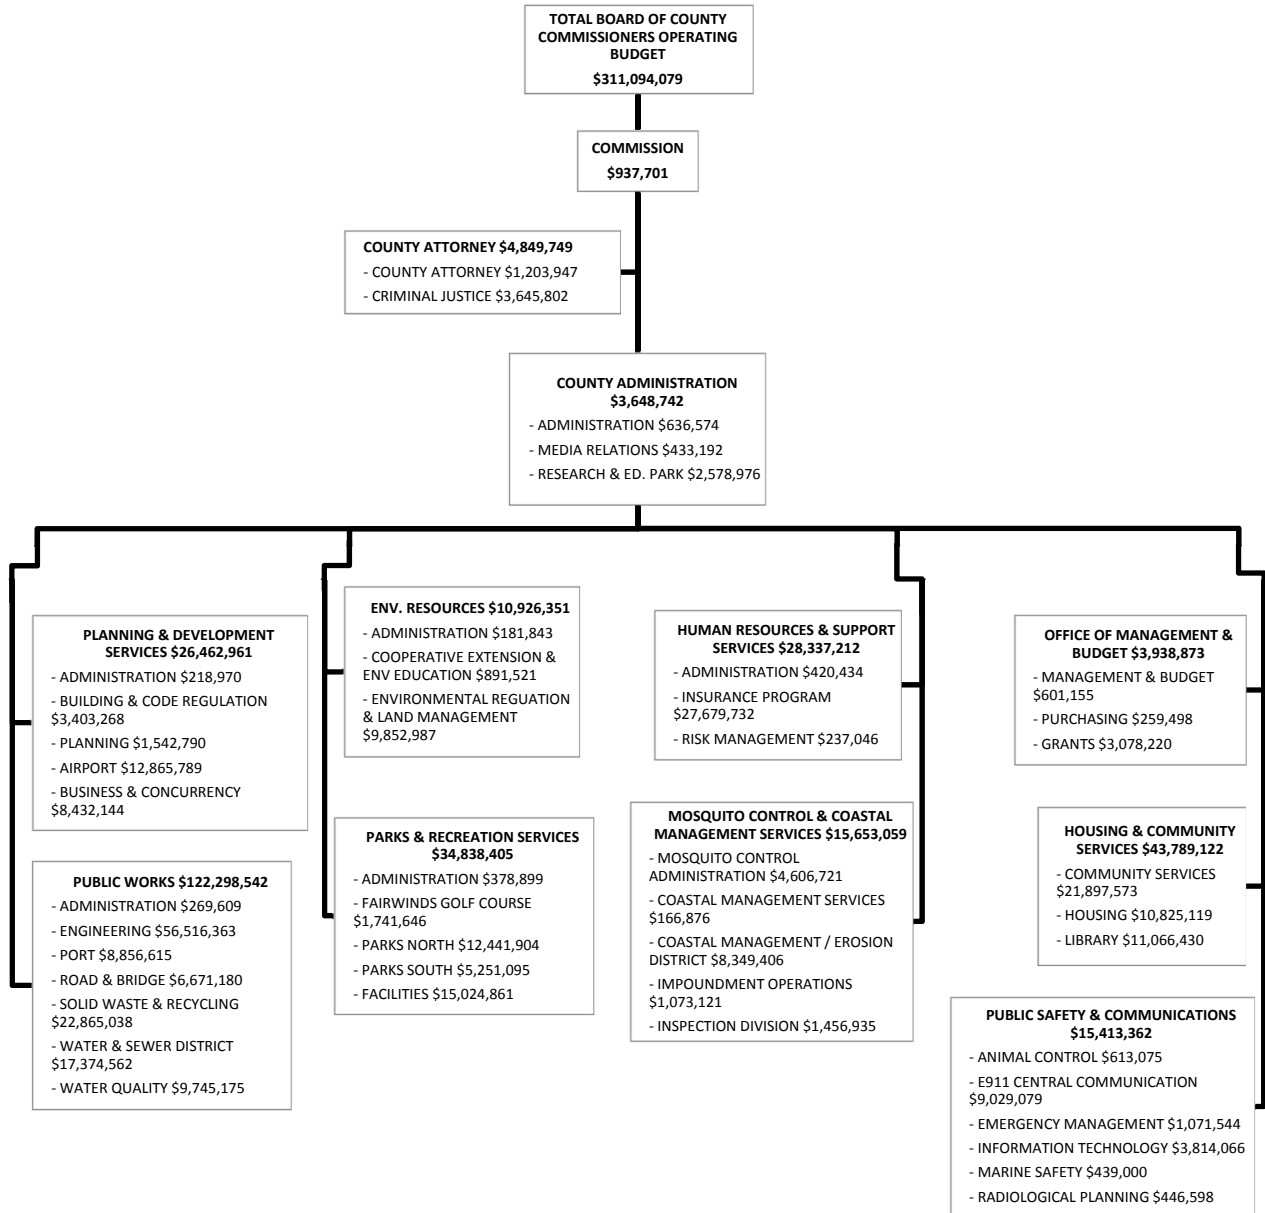 TOTAL BOARD OF COUNTY
COMMISSIONERS OPERATING
BUDGET
$311,094,079
COMMISSION
$937,701
COUNTY ATTORNEY $4,849,749
- COUNTY ATTORNEY $1,203,947
- CRIMINAL JUSTICE $3,645,802
COUNTY ADMINISTRATION
$3,648,742
- ADMINISTRATION $636,574
- MEDIA RELATIONS $433,192
- RESEARCH & ED. PARK $2,578,976
PLANNING & DEVELOPMENT
SERVICES $26,462,961
- ADMINISTRATION $218,970
- BUILDING & CODE REGULATION
$3,403,268
- PLANNING $1,542,790
- AIRPORT $12,865,789
- BUSINESS & CONCURRENCY
$8,432,144
PUBLIC WORKS $122,298,542
- ADMINISTRATION $269,609
- ENGINEERING $56,516,363
- PORT $8,856,615
- ROAD & BRIDGE $6,671,180
- SOLID WASTE & RECYCLING
$22,865,038
- WATER & SEWER DISTRICT
$17,374,562
- WATER QUALITY $9,745,175
ENV. RESOURCES $10,926,351
- ADMINISTRATION $181,843
- COOPERATIVE EXTENSION &
ENV EDUCATION $891,521
- ENVIRONMENTAL REGUATION
& LAND MANAGEMENT
$9,852,987
PARKS & RECREATION SERVICES
$34,838,405
- ADMINISTRATION $378,899
- FAIRWINDS GOLF COURSE
$1,741,646
- PARKS NORTH $12,441,904
- PARKS SOUTH $5,251,095
- FACILITIES $15,024,861
HUMAN RESOURCES & SUPPORT
SERVICES $28,337,212
- ADMINISTRATION $420,434
- INSURANCE PROGRAM
$27,679,732
- RISK MANAGEMENT $237,046
MOSQUITO CONTROL & COASTAL
MANAGEMENT SERVICES $15,653,059
- MOSQUITO CONTROL
ADMINISTRATION $4,606,721
- COASTAL MANAGEMENT SERVICES
$166,876
- COASTAL MANAGEMENT / EROSION
DISTRICT $8,349,406
- IMPOUNDMENT OPERATIONS
$1,073,121
- INSPECTION DIVISION $1,456,935
OFFICE OF MANAGEMENT &
BUDGET $3,938,873
- MANAGEMENT & BUDGET
$601,155
- PURCHASING $259,498
- GRANTS $3,078,220
HOUSING & COMMUNITY
SERVICES $43,789,122
- COMMUNITY SERVICES
$21,897,573
- HOUSING $10,825,119
- LIBRARY $11,066,430
PUBLIC SAFETY & COMMUNICATIONS
$15,413,362
- ANIMAL CONTROL $613,075
- E911 CENTRAL COMMUNICATION
$9,029,079
- EMERGENCY MANAGEMENT $1,071,544
- INFORMATION TECHNOLOGY $3,814,066
- MARINE SAFETY $439,000
- RADIOLOGICAL PLANNING $446,598